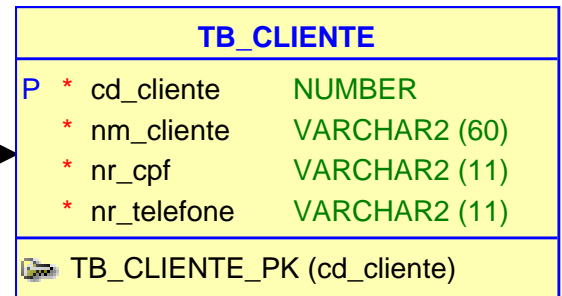 TB_CLIENTE
P * cd_cliente NUMBER
* nm_cliente VARCHAR2 (60)
* nr_cpf VARCHAR2 (11)
* nr_telefone VARCHAR2 (11)
TB_CLIENTE_PK (cd_cliente)